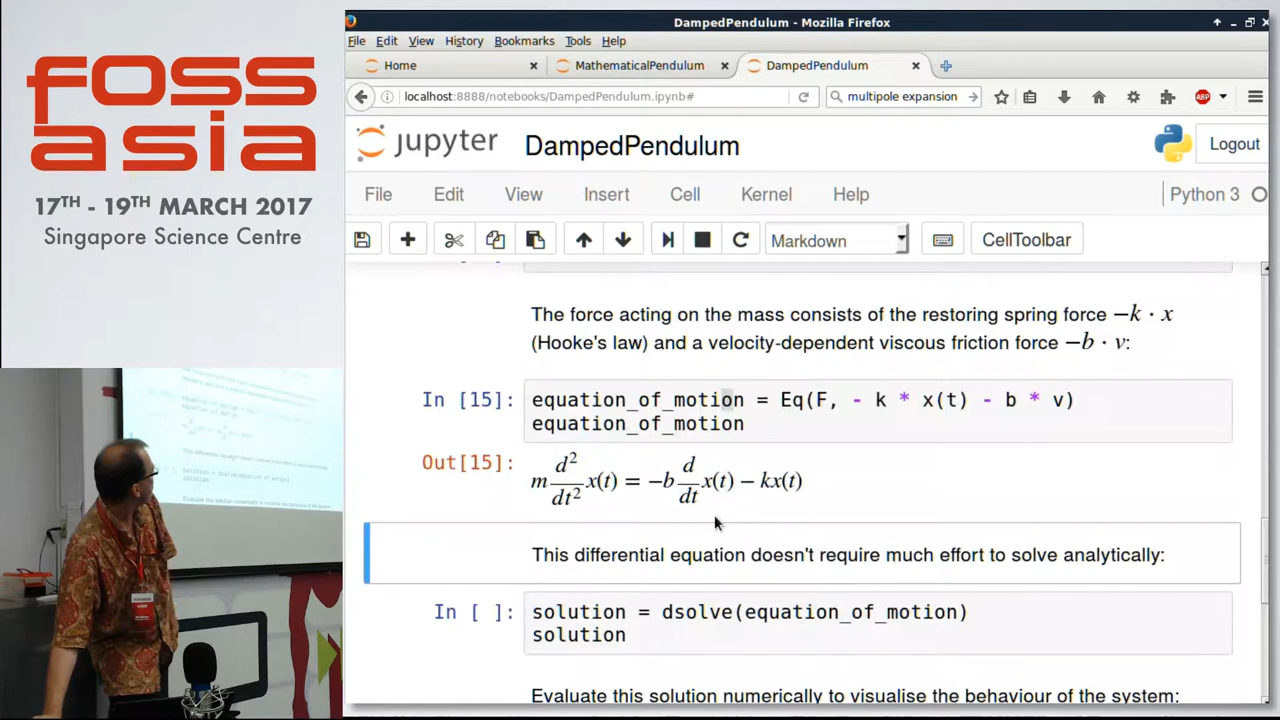 FOSS
asia
17TH - 19TH MARCH 2017
Singapore Science Centre
DampedPendulum - Mozilla Firefox
File Edit View History Bookmarks Tools Help
Home MathematicalPendulum DampedPendulum
localhost:8888/notebooks/DampedPendulum.ipynb# multipole expansion ABP
jupyter DampedPendulum Logout
File Edit View Insert Cell Kernel Help Python 3
Markdown CellToolbar
The force acting on the mass consists of the restoring spring force −k · x
(Hooke's law) and a velocity-dependent viscous friction force −b · v:
In [15]: equation_of_motion = Eq(F, - k * x(t) - b * v)
equation_of_motion
Out[15]: m d²/dt² x(t) = −b d/dt x(t) − kx(t)
This differential equation doesn't require much effort to solve analytically:
In [ ]: solution = dsolve(equation_of_motion)
solution
Evaluate this solution numerically to visualise the behaviour of the system: